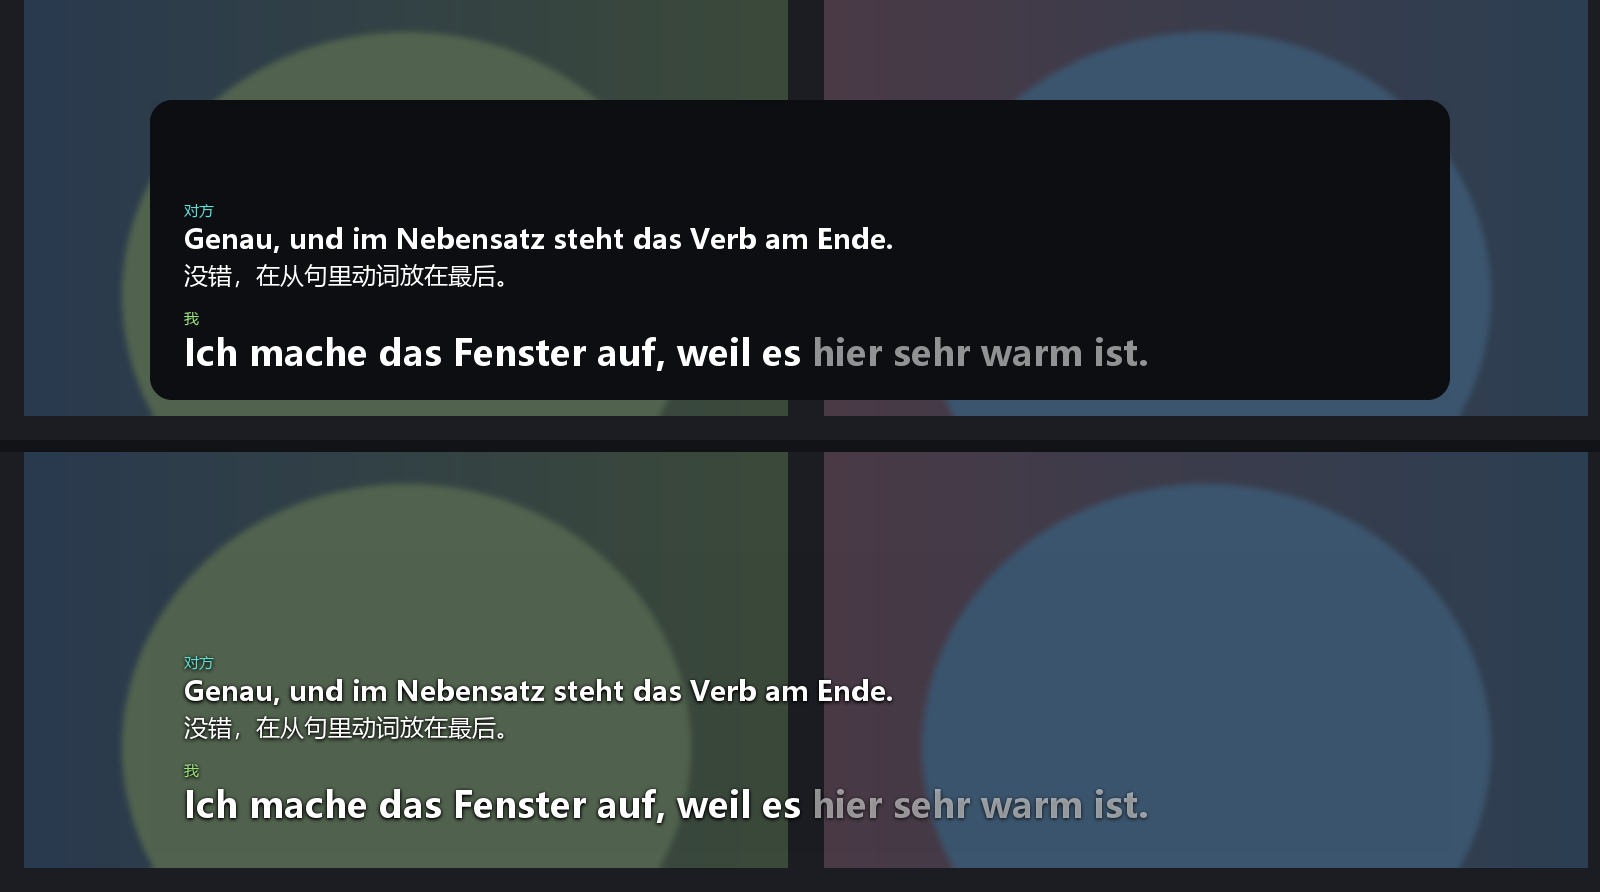 对方
Genau, und im Nebensatz steht das Verb am Ende.
没错，在从句里动词放在最后。
我
Ich mache das Fenster auf, weil es hier sehr warm ist.
对方
Genau, und im Nebensatz steht das Verb am Ende.
没错，在从句里动词放在最后。
我
Ich mache das Fenster auf, weil es hier sehr warm ist.